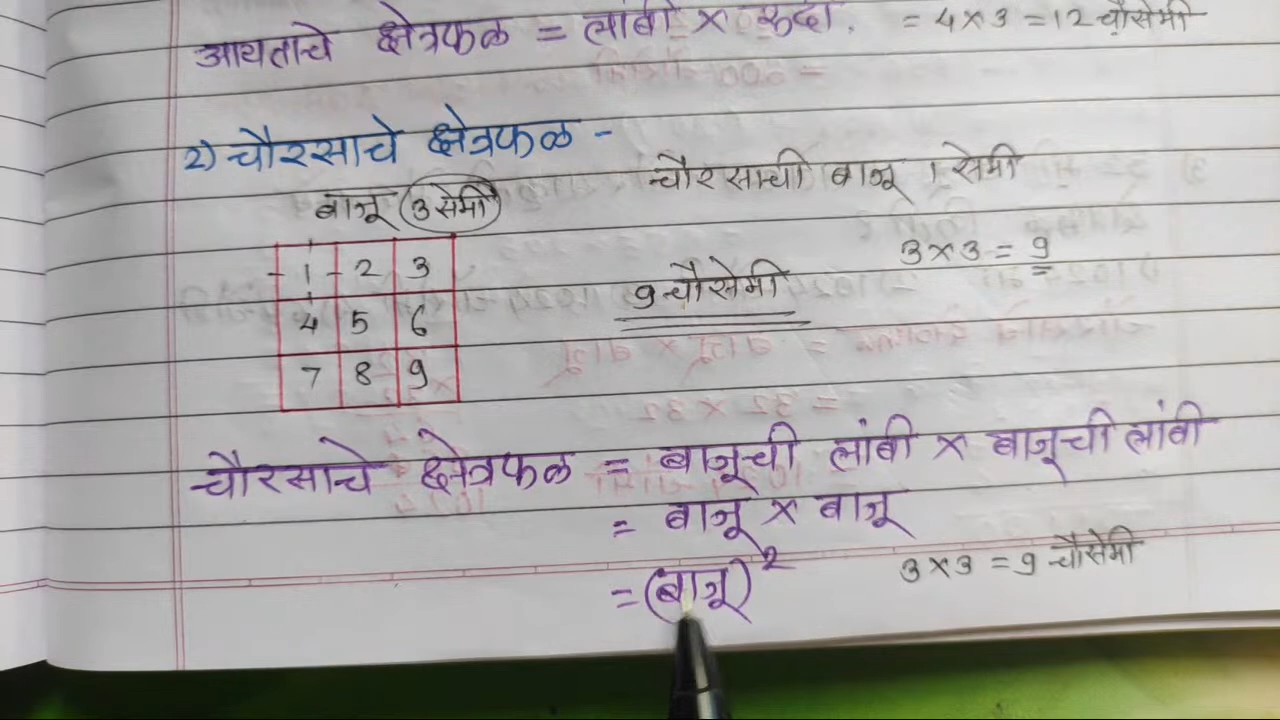 आयताचे क्षेत्रफळ = लांबी × रुंदी. = 4 × 3 = 12 चौसेमी
2) चौरसाचे क्षेत्रफळ -
चौरसाची बाजू 1 सेमी
बाजू 3 सेमी
3 × 3 = 9
1 2 3
9 चौसेमी
4 5 6
7 8 9
चौरसाचे क्षेत्रफळ = बाजूची लांबी × बाजूची लांबी
= बाजू × बाजू
3 × 3 = 9 चौसेमी
= (बाजू)²